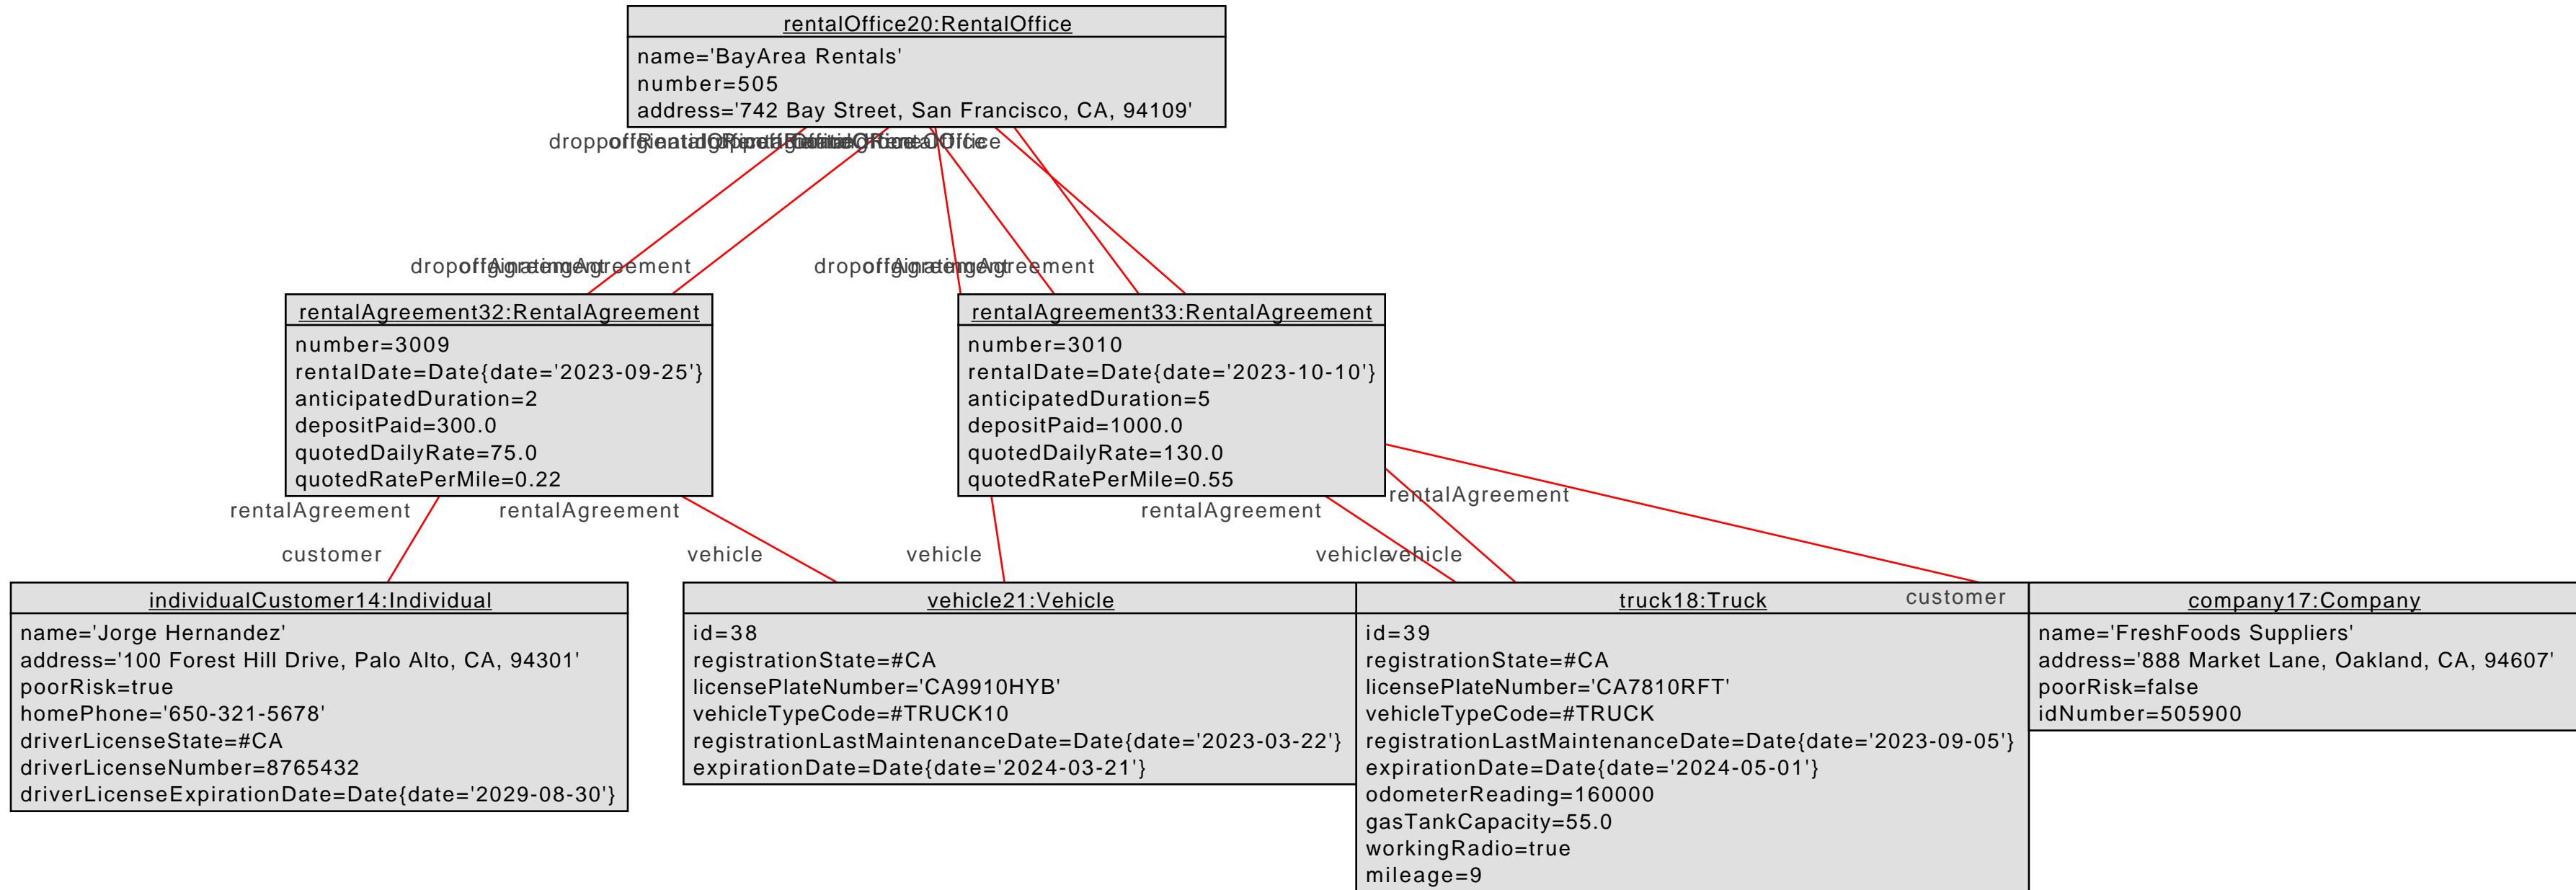 rentalOffice20:RentalOffice
name='BayArea Rentals'
number=505
address='742 Bay Street, San Francisco, CA, 94109'
rentalAgreement32:RentalAgreement
number=3009
rentalDate=Date{date='2023-09-25'}
anticipatedDuration=2
depositPaid=300.0
quotedDailyRate=75.0
quotedRatePerMile=0.22
rentalAgreement33:RentalAgreement
number=3010
rentalDate=Date{date='2023-10-10'}
anticipatedDuration=5
depositPaid=1000.0
quotedDailyRate=130.0
quotedRatePerMile=0.55
rentalAgreement
rentalAgreement
rentalAgreement
rentalAgreement
customer
vehicle
vehicle
vehicle
vehicle
individualCustomer14:Individual
name='Jorge Hernandez'
address='100 Forest Hill Drive, Palo Alto, CA, 94301'
poorRisk=true
homePhone='650-321-5678'
driverLicenseState=#CA
driverLicenseNumber=8765432
driverLicenseExpirationDate=Date{date='2029-08-30'}
vehicle21:Vehicle
id=38
registrationState=#CA
licensePlateNumber='CA9910HYB'
vehicleTypeCode=#TRUCK10
registrationLastMaintenanceDate=Date{date='2023-03-22'}
expirationDate=Date{date='2024-03-21'}
truck18:Truck
customer
id=39
registrationState=#CA
licensePlateNumber='CA7810RFT'
vehicleTypeCode=#TRUCK
registrationLastMaintenanceDate=Date{date='2023-09-05'}
expirationDate=Date{date='2024-05-01'}
odometerReading=160000
gasTankCapacity=55.0
workingRadio=true
mileage=9
company17:Company
name='FreshFoods Suppliers'
address='888 Market Lane, Oakland, CA, 94607'
poorRisk=false
idNumber=505900